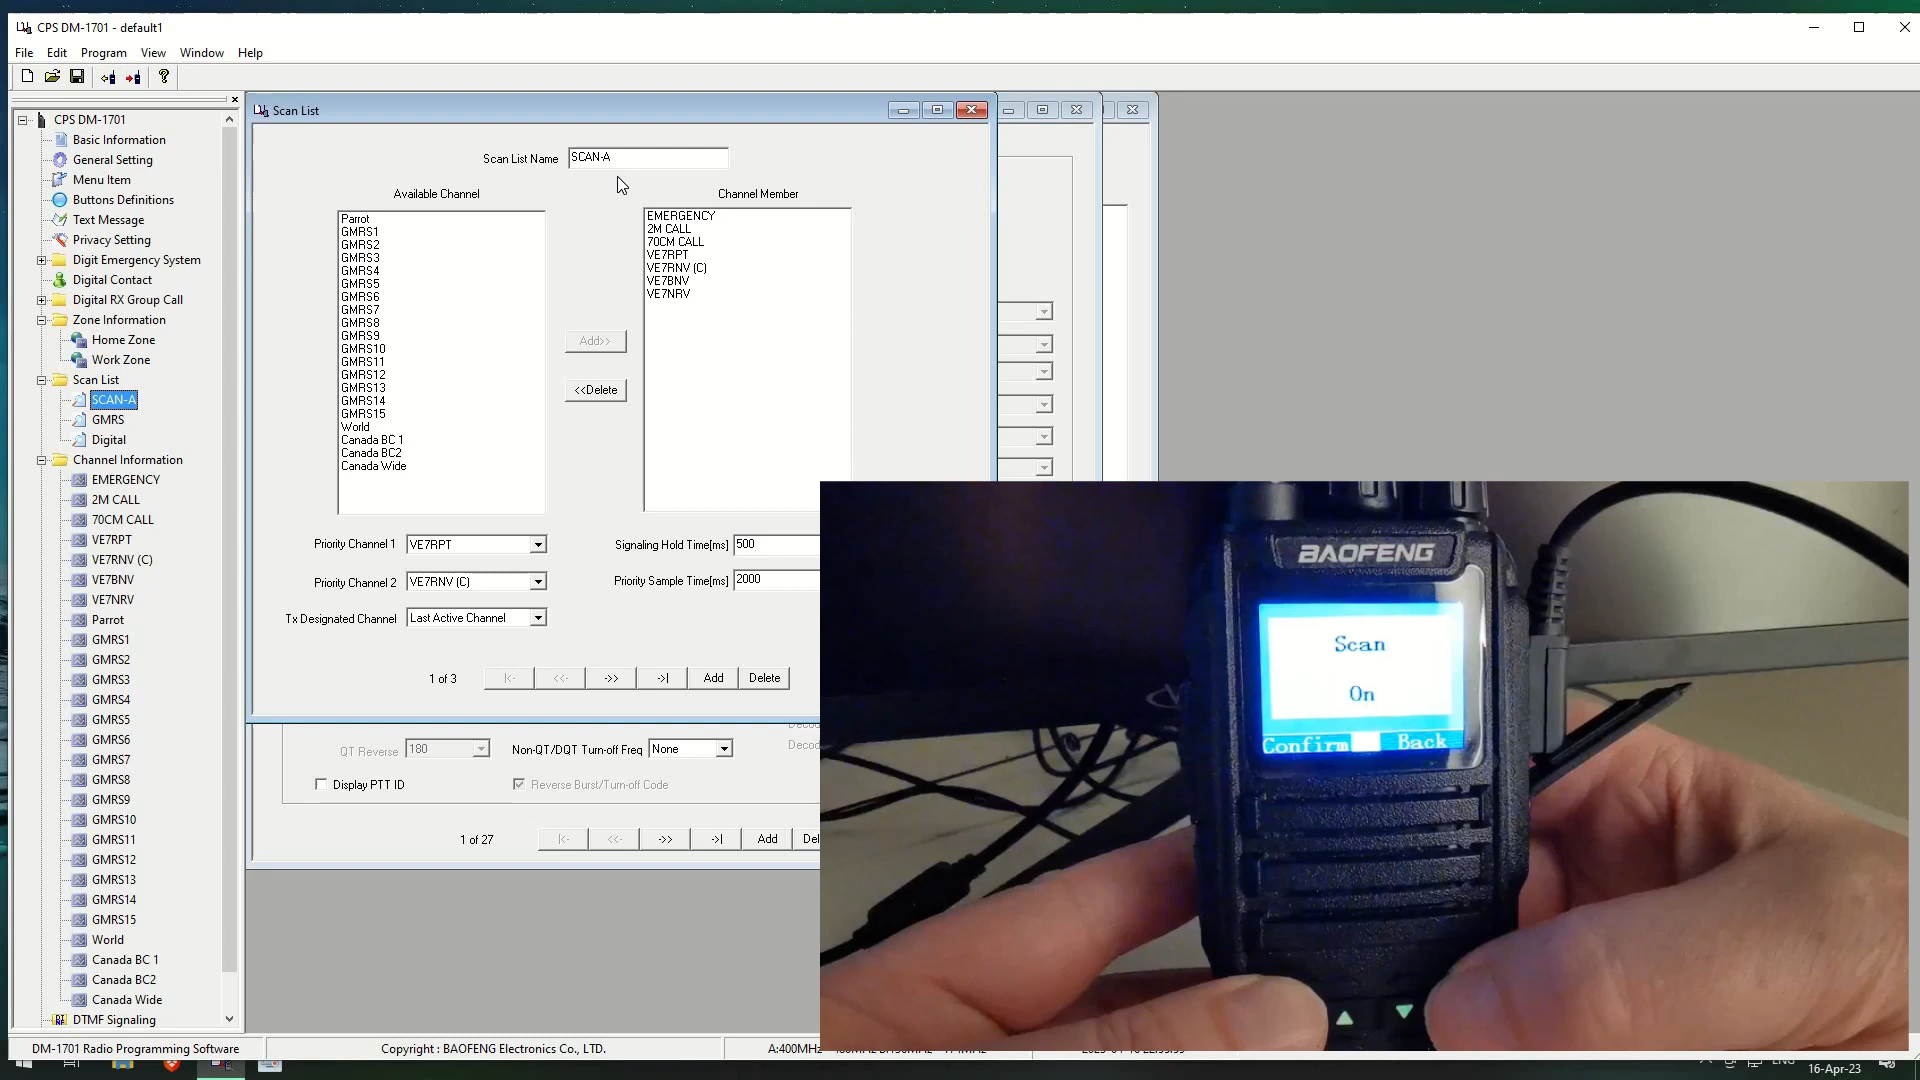 CPS DM-1701 - default1
File Edit Program View Window Help
CPS DM-1701
Basic Information
General Setting
Menu Item
Buttons Definitions
Text Message
Privacy Setting
Digit Emergency System
Digital Contact
Digital RX Group Call
Zone Information
Home Zone
Work Zone
Scan List
SCAN-A
GMRS
Digital
Channel Information
EMERGENCY
2M CALL
70CM CALL
VE7RPT
VE7RNV (C)
VE7BNV
VE7NRV
Parrot
GMRS1
GMRS2
GMRS3
GMRS4
GMRS5
GMRS6
GMRS7
GMRS8
GMRS9
GMRS10
GMRS11
GMRS12
GMRS13
GMRS14
GMRS15
World
Canada BC 1
Canada BC2
Canada Wide
DTMF Signaling
Scan List
Scan List Name SCAN-A
Available Channel
Parrot
GMRS1
GMRS2
GMRS3
GMRS4
GMRS5
GMRS6
GMRS7
GMRS8
GMRS9
GMRS10
GMRS11
GMRS12
GMRS13
GMRS14
GMRS15
World
Canada BC 1
Canada BC2
Canada Wide
Add>>
<<Delete
Channel Member
EMERGENCY
2M CALL
70CM CALL
VE7RPT
VE7RNV (C)
VE7BNV
VE7NRV
Priority Channel 1 VE7RPT
Signaling Hold Time[ms] 500
Priority Channel 2 VE7RNV (C)
Priority Sample Time[ms] 2000
Tx Designated Channel Last Active Channel
1 of 3 |<- <<- ->> ->| Add Delete
QT Reverse 180 Non-QT/DQT Turn-off Freq None
Display PTT ID Reverse Burst/Turn-off Code
1 of 27 |<- <<- ->> ->| Add Del
BAOFENG
Scan
On
Confirm Back
DM-1701 Radio Programming Software Copyright : BAOFENG Electronics Co., LTD.
16-Apr-23